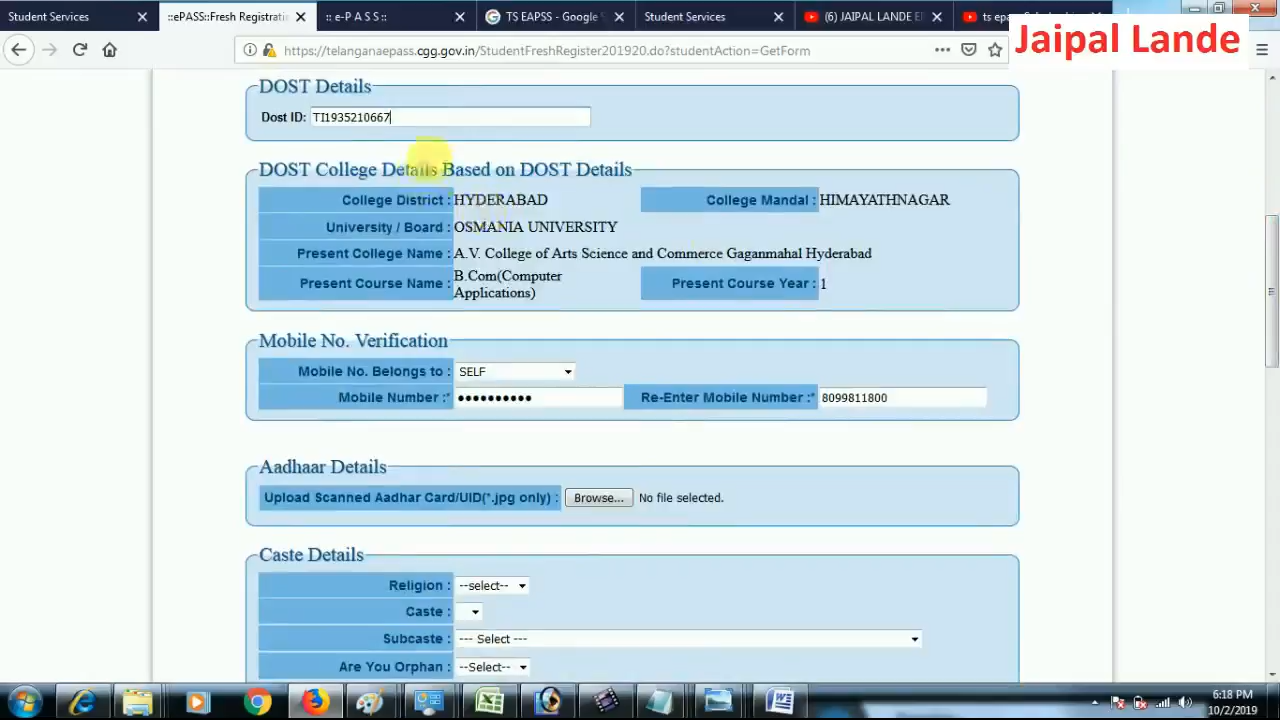 Student Services
::ePASS::Fresh Registratio
:: e-P A S S ::
TS EAPSS - Google
Student Services
(6) JAIPAL LANDE
ts epa
https://telanganaepass.cgg.gov.in/StudentFreshRegister201920.do?studentAction=GetForm
Jaipal Lande
DOST Details
Dost ID: TI1935210667
DOST College Details Based on DOST Details
College District : HYDERABAD College Mandal : HIMAYATHNAGAR
University / Board : OSMANIA UNIVERSITY
Present College Name : A.V. College of Arts Science and Commerce Gaganmahal Hyderabad
Present Course Name : B.Com(Computer Applications) Present Course Year : 1
Mobile No. Verification
Mobile No. Belongs to : SELF
Mobile Number :* •••••••••• Re-Enter Mobile Number :* 8099811800
Aadhaar Details
Upload Scanned Aadhar Card/UID(*.jpg only) : Browse... No file selected.
Caste Details
Religion : --select--
Caste :
Subcaste : --- Select ---
Are You Orphan : --Select--
6:18 PM
10/2/2019